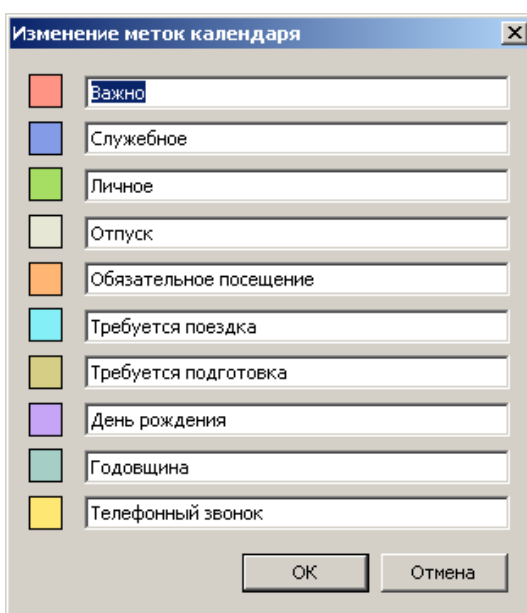 Изменение меток календаря
Важно
Служебное
Личное
Отпуск
Обязательное посещение
Требуется поездка
Требуется подготовка
День рождения
Годовщина
Телефонный звонок
ОК Отмена